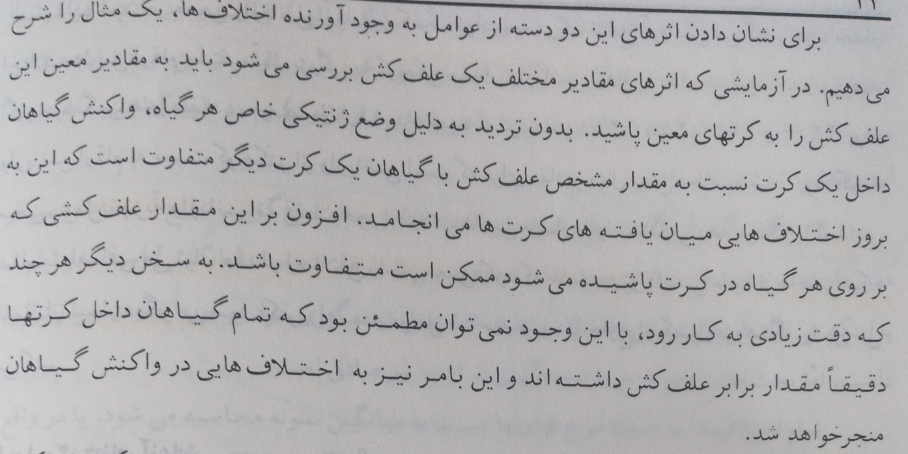 ۱۱
برای نشان دادن اثرهای این دو دسته از عوامل به وجود آورنده اختلاف ها، یک مثال را شرح
می دهیم. در آزمایشی که اثرهای مقادیر مختلف یک علف کش بررسی می شود باید به مقادیر معین این
علف کش را به کرتهای معین پاشید. بدون تردید به دلیل وضع ژنتیکی خاص هر گیاه، واکنش گیاهان
داخل یک کرت نسبت به مقدار مشخص علف کش با گیاهان یک کرت دیگر متفاوت است که این به
بروز اختلاف هایی میان یافته های کرت ها می انجامد. افزون بر این مقدار علف کشی که
بر روی هر گیاه در کرت پاشیده می شود ممکن است متفاوت باشد. به سخن دیگر هر چند
که دقت زیادی به کار رود، با این وجود نمی توان مطمئن بود که تمام گیاهان داخل کرتها
دقیقاً مقدار برابر علف کش داشته اند و این بامر نیز به اختلاف هایی در واکنش گیاهان
منجرخواهد شد.